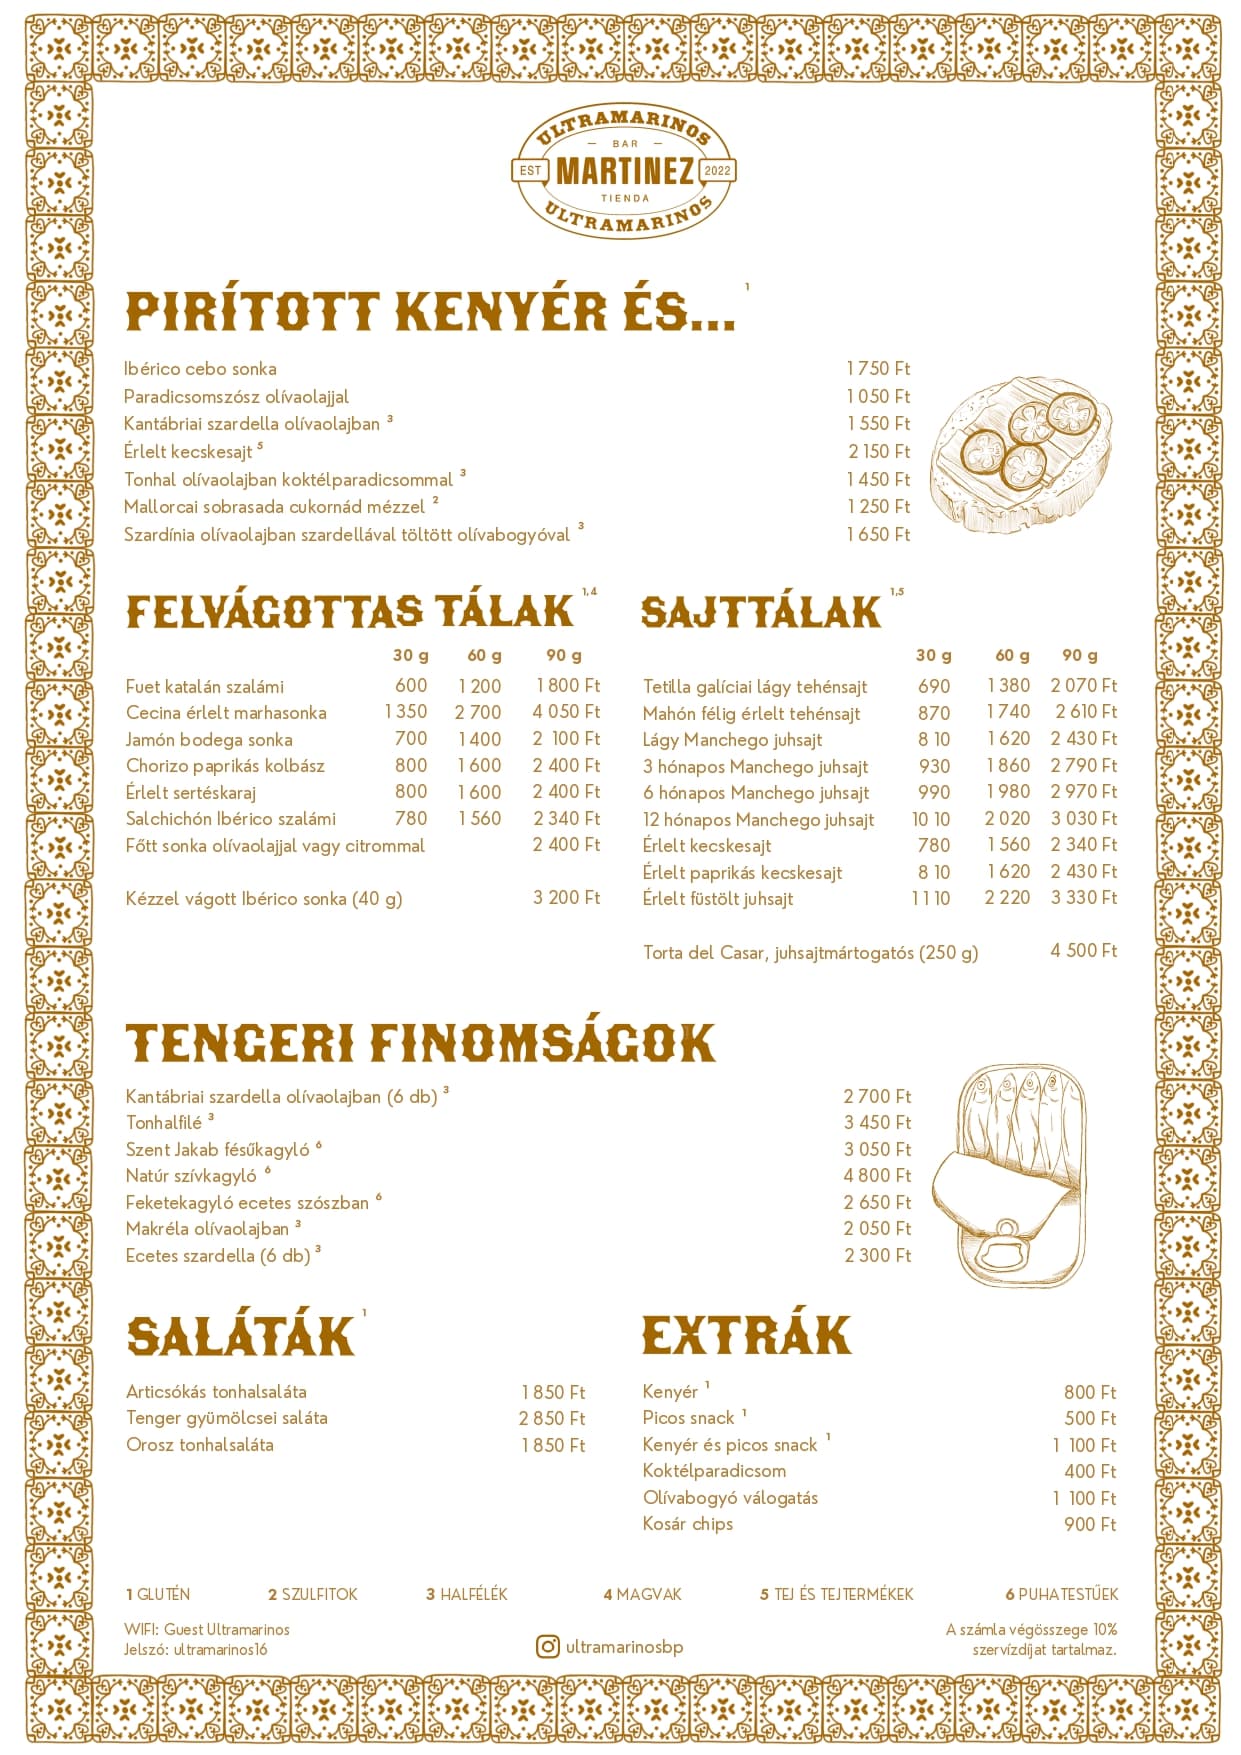 ULTRAMARINOS
BAR
EST MARTINEZ 2022
TIENDA
ULTRAMARINOS
PIRÍTOTT KENYÉR ÉS... 1
Ibérico cebo sonka 1 750 Ft
Paradicsomszósz olívaolajjal 1 050 Ft
Kantábriai szardella olívaolajban 3 1 550 Ft
Érlelt kecskesajt 5 2 150 Ft
Tonhal olívaolajban koktélparadicsommal 3 1 450 Ft
Mallorcai sobrasada cukornád mézzel 2 1 250 Ft
Szardínia olívaolajban szardellával töltött olívabogyóval 3 1 650 Ft
FELVÁGOTTAS TÁLAK 1,4
30 g 60 g 90 g
Fuet katalán szalámi 600 1 200 1 800 Ft
Cecina érlelt marhasonka 1 350 2 700 4 050 Ft
Jamón bodega sonka 700 1 400 2 100 Ft
Chorizo paprikás kolbász 800 1 600 2 400 Ft
Érlelt sertéskaraj 800 1 600 2 400 Ft
Salchichón Ibérico szalámi 780 1 560 2 340 Ft
Főtt sonka olívaolajjal vagy citrommal 2 400 Ft
Kézzel vágott Ibérico sonka (40 g) 3 200 Ft
SAJTTÁLAK 1,5
30 g 60 g 90 g
Tetilla galíciai lágy tehénsajt 690 1 380 2 070 Ft
Mahón félig érlelt tehénsajt 870 1 740 2 610 Ft
Lágy Manchego juhsajt 8 10 1 620 2 430 Ft
3 hónapos Manchego juhsajt 930 1 860 2 790 Ft
6 hónapos Manchego juhsajt 990 1 980 2 970 Ft
12 hónapos Manchego juhsajt 10 10 2 020 3 030 Ft
Érlelt kecskesajt 780 1 560 2 340 Ft
Érlelt paprikás kecskesajt 8 10 1 620 2 430 Ft
Érlelt füstölt juhsajt 1 1 10 2 220 3 330 Ft
Torta del Casar, juhsajtmártogatós (250 g) 4 500 Ft
TENGERI FINOMSÁGOK
Kantábriai szardella olívaolajban (6 db) 3 2 700 Ft
Tonhalfilé 3 3 450 Ft
Szent Jakab fésűkagyló 6 3 050 Ft
Natúr szívkagyló 6 4 800 Ft
Feketekagyló ecetes szószban 6 2 650 Ft
Makréla olívaolajban 3 2 050 Ft
Ecetes szardella (6 db) 3 2 300 Ft
SALÁTÁK 1
Articsókás tonhalsaláta 1 850 Ft
Tenger gyümölcsei saláta 2 850 Ft
Orosz tonhalsaláta 1 850 Ft
EXTRÁK
Kenyér 1 800 Ft
Picos snack 1 500 Ft
Kenyér és picos snack 1 1 100 Ft
Koktélparadicsom 400 Ft
Olívabogyó válogatás 1 100 Ft
Kosár chips 900 Ft
1 GLUTÉN 2 SZULFITOK 3 HALFÉLÉK 4 MAGVAK 5 TEJ ÉS TEJTERMÉKEK 6 PUHATESTŰEK
WIFI: Guest Ultramarinos
Jelszó: ultramarinos16
ultramarinosbp
A számla végösszege 10%
szervízdíjat tartalmaz.